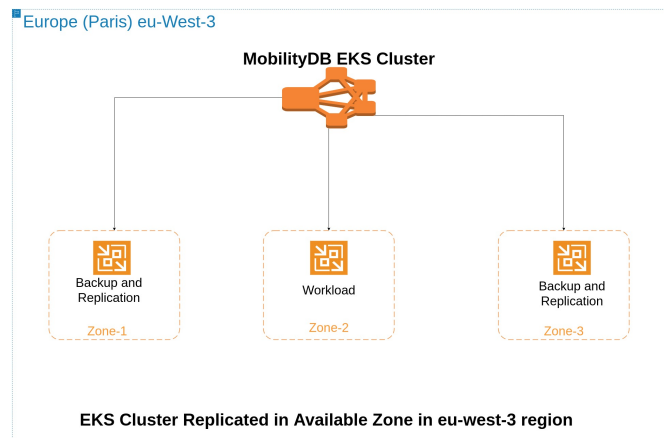 Europe (Paris) eu-West-3
MobilityDB EKS Cluster
Backup and
Replication
Zone-1
Workload
Zone-2
Backup and
Replication
Zone-3
EKS Cluster Replicated in Available Zone in eu-west-3 region